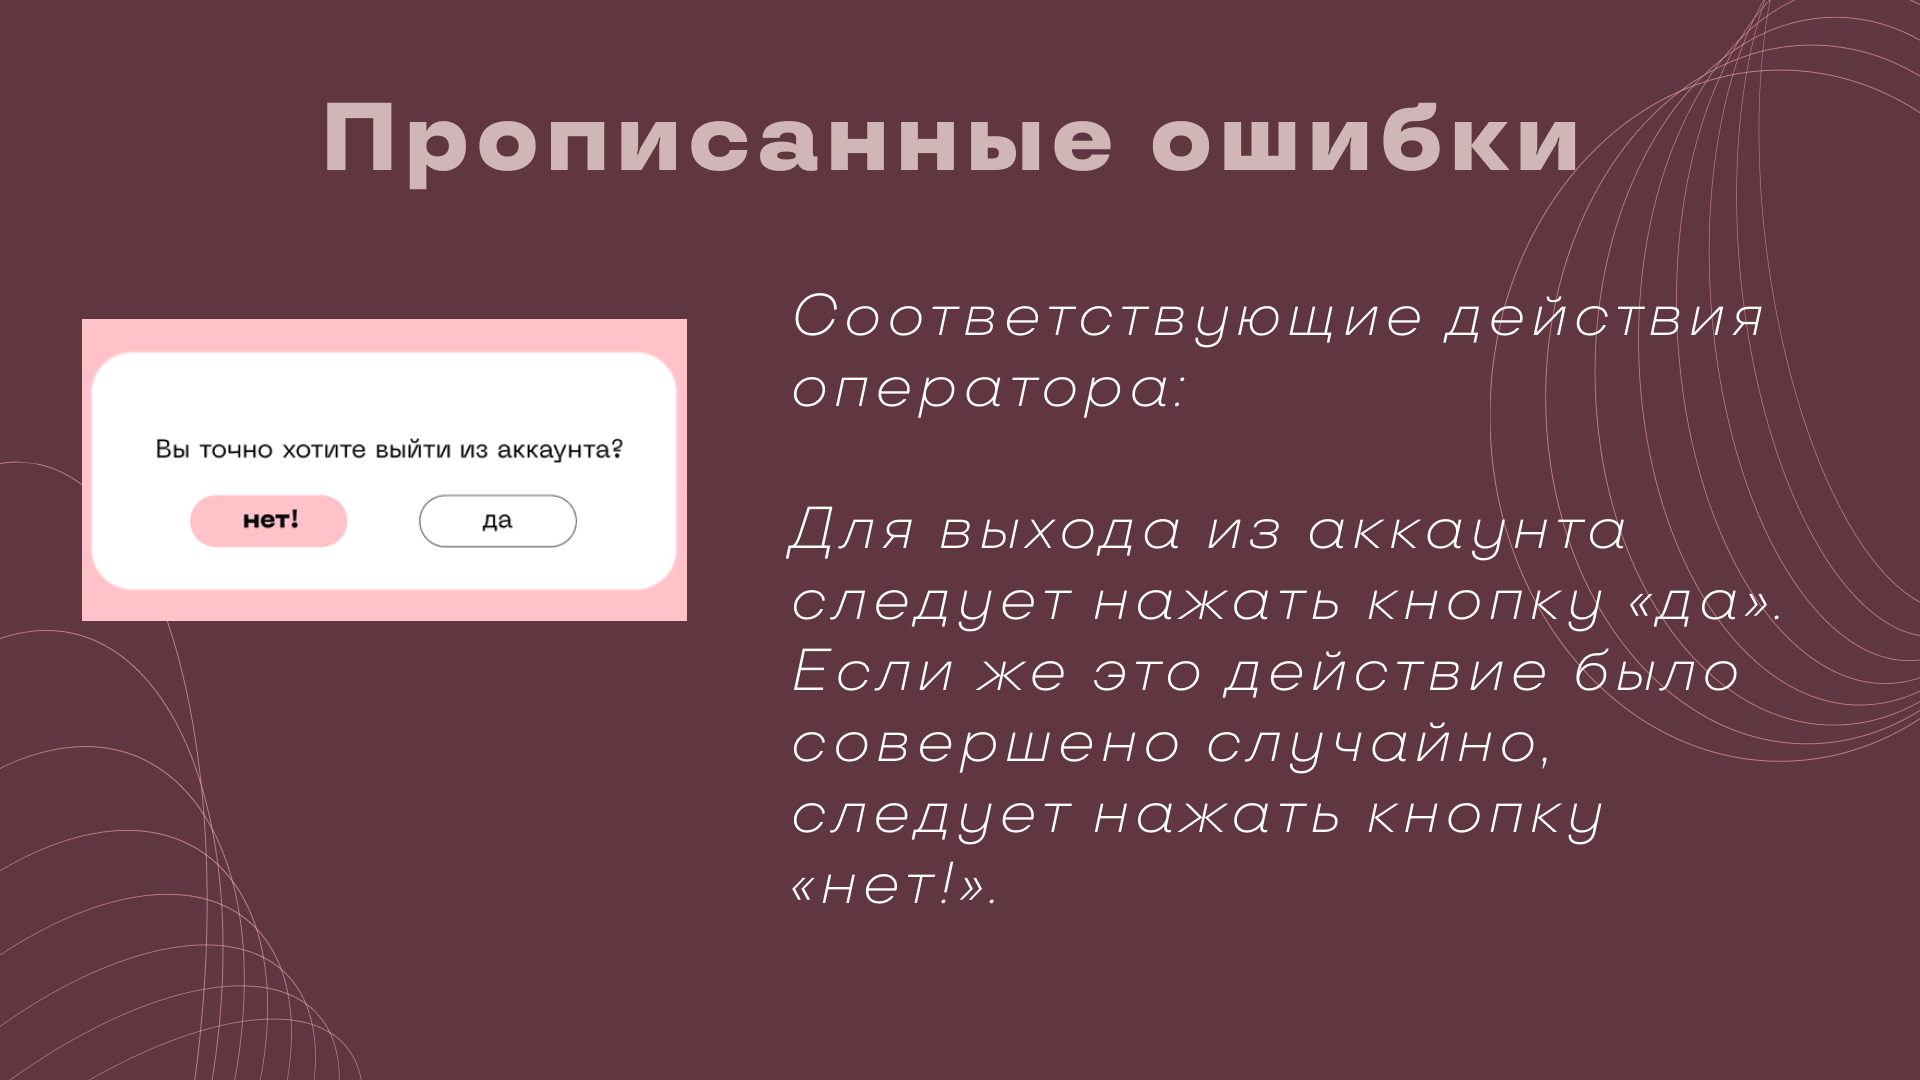 Прописанные ошибки
Вы точно хотите выйти из аккаунта?
нет! да
Соответствующие действия
оператора:
Для выхода из аккаунта
следует нажать кнопку «да».
Если же это действие было
совершено случайно,
следует нажать кнопку
«нет!».